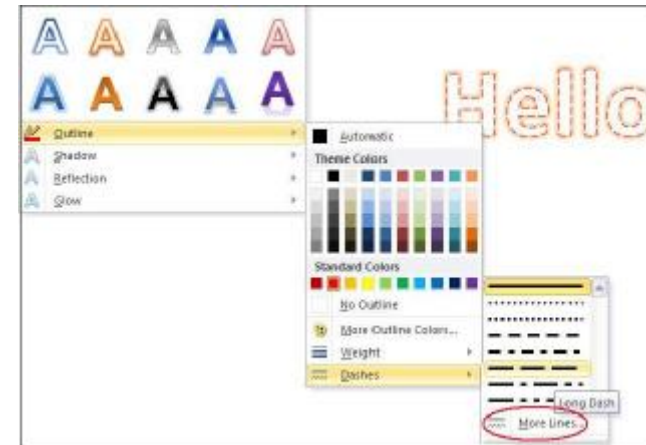 A A A A A
A A A A A
Hello
Outline
Shadow
Reflection
Glow
Automatic
Theme Colors
Standard Colors
No Outline
More Outline Colors...
Weight
Dashes
Long Dash
More Lines...